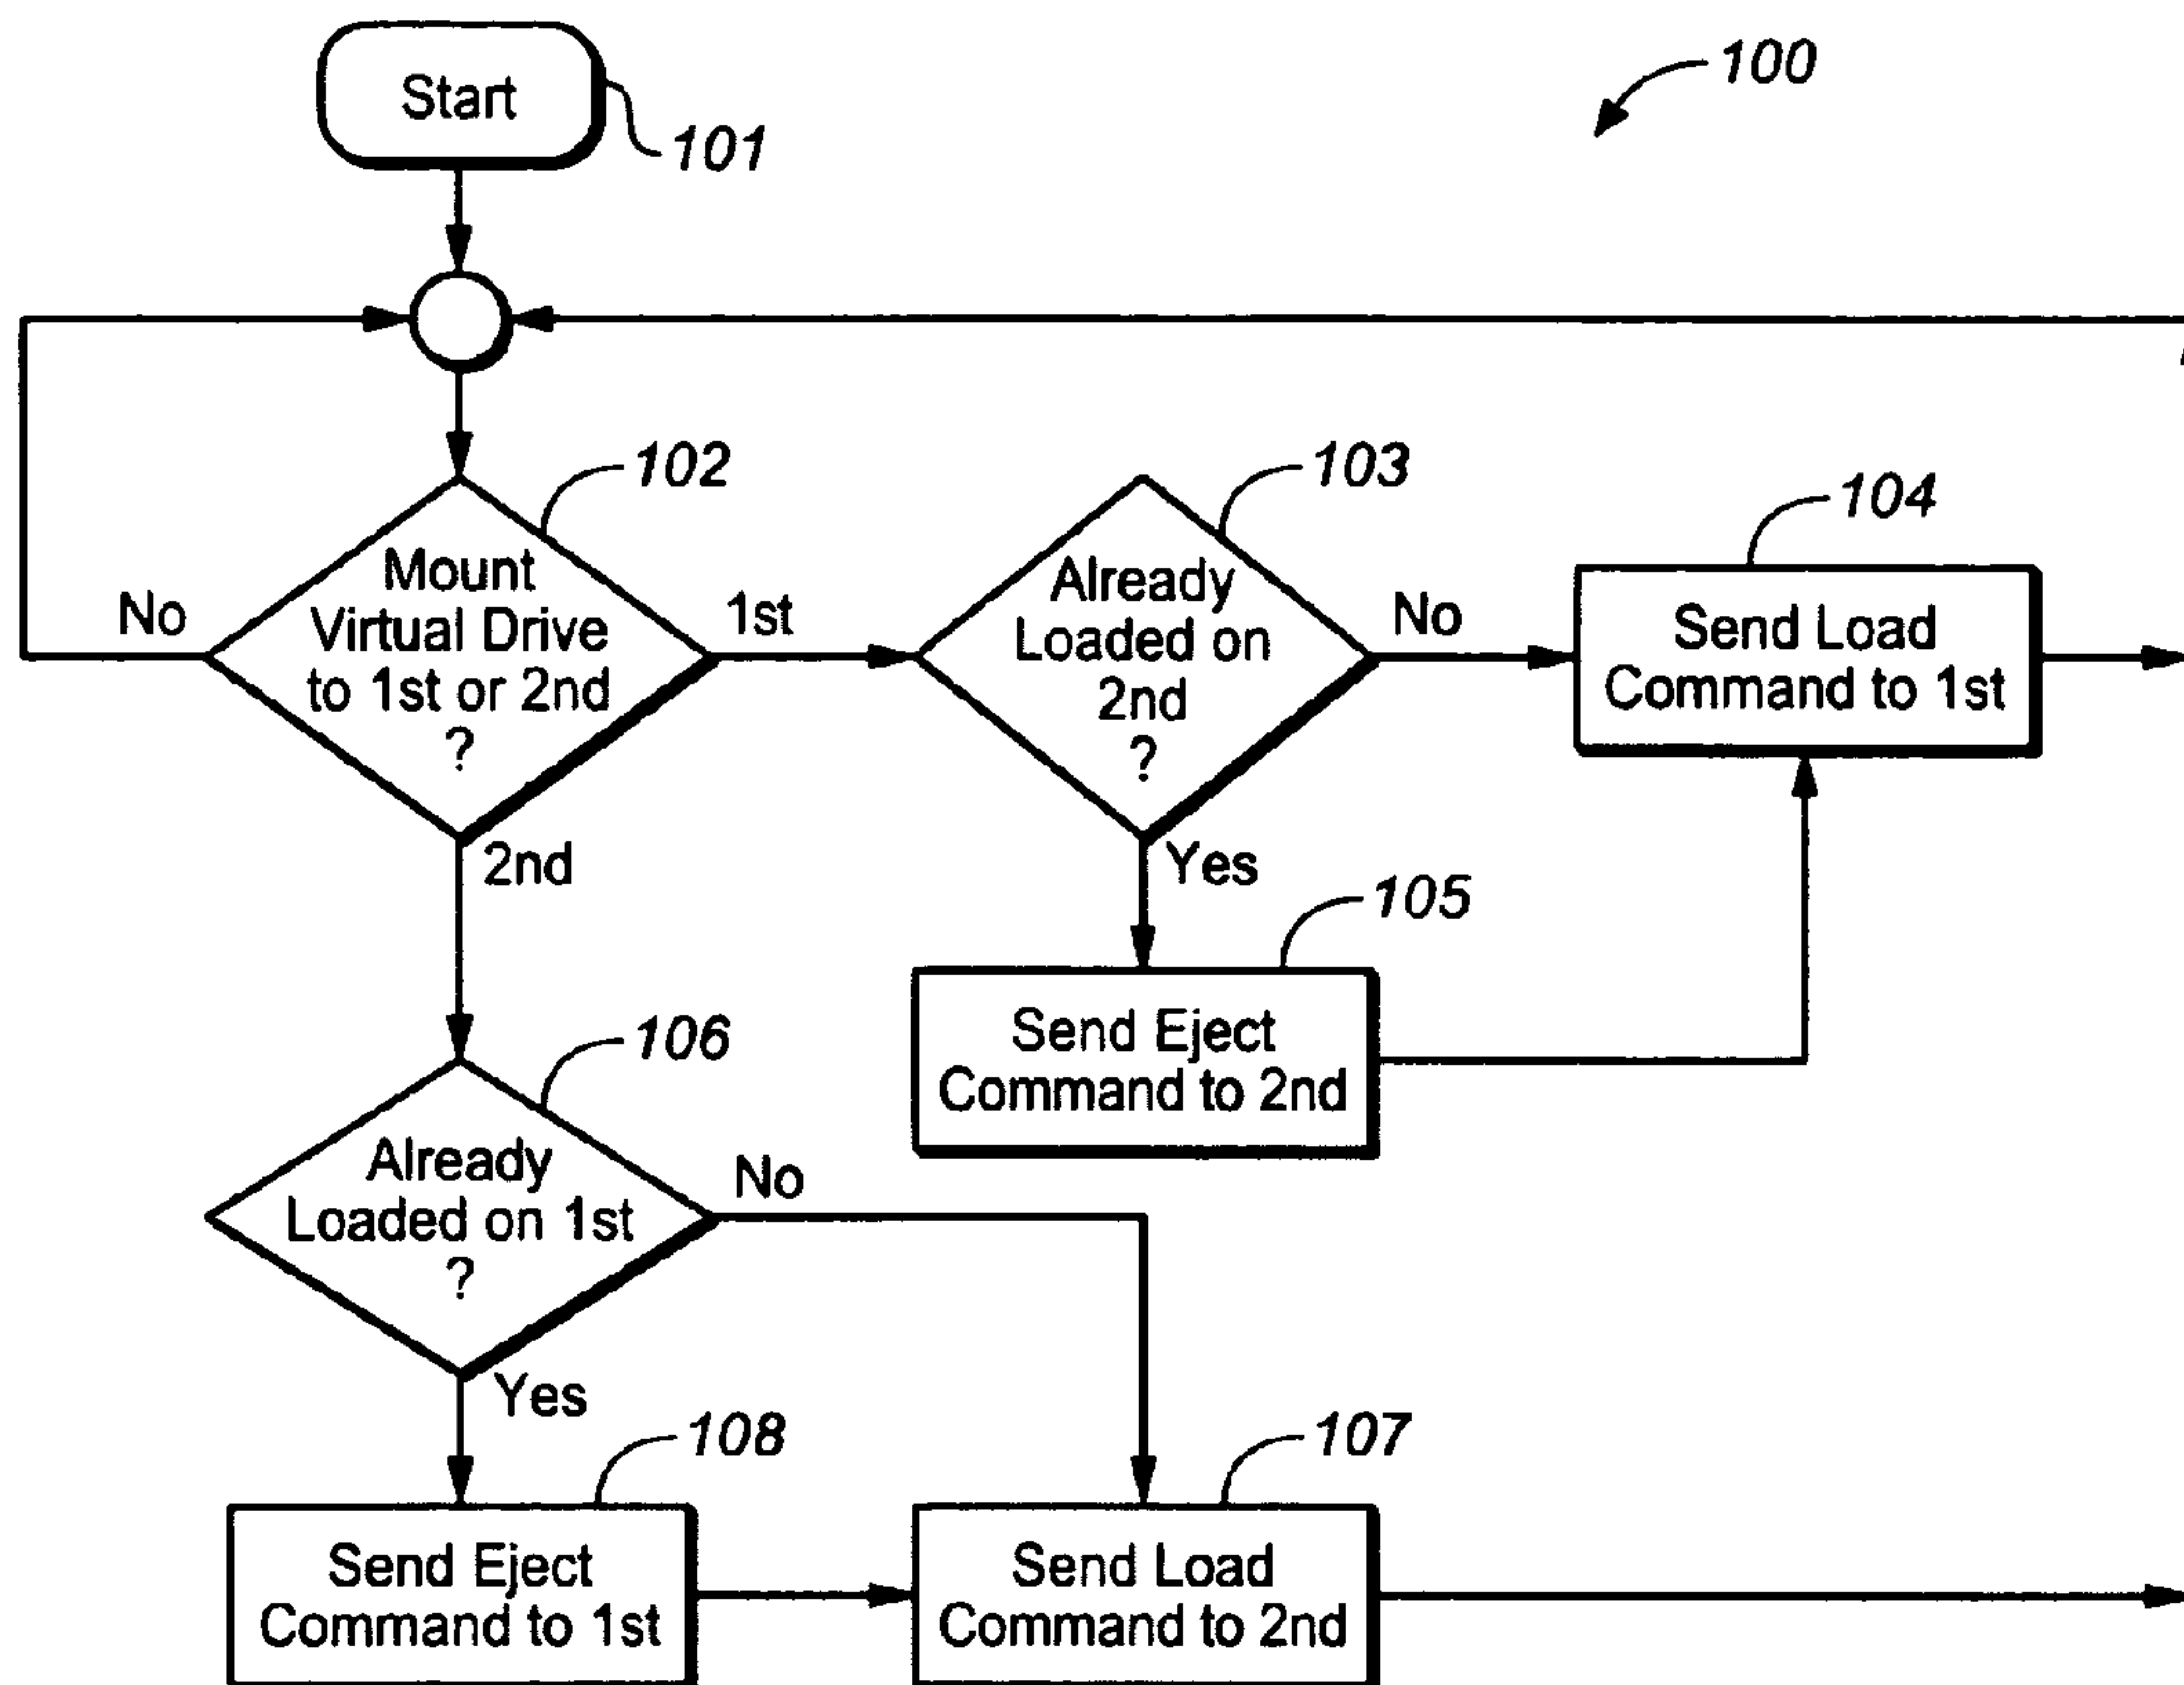 Start
101
100
102
Mount
Virtual Drive
to 1st or 2nd
?
No
1st
2nd
103
Already
Loaded on
2nd
?
No
Yes
104
Send Load
Command to 1st
105
Send Eject
Command to 2nd
106
Already
Loaded on 1st
?
No
Yes
108
Send Eject
Command to 1st
107
Send Load
Command to 2nd